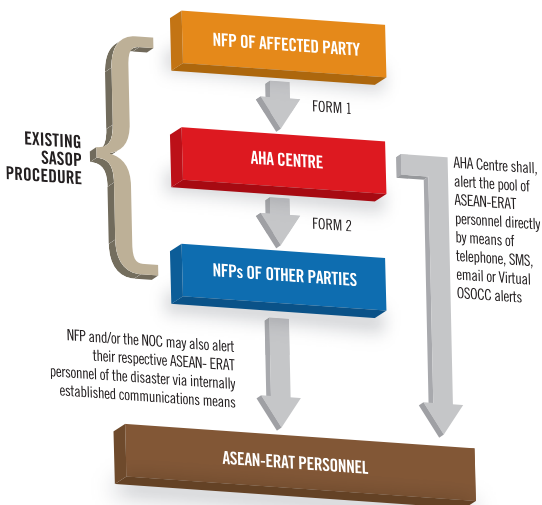 NFP OF AFFECTED PARTY
FORM 1
EXISTING
SASOP
PROCEDURE
AHA CENTRE
AHA Centre shall,
alert the pool of
ASEAN-ERAT
personnel directly
by means of
telephone, SMS,
email or Virtual
OSOCC alerts
FORM 2
NFPs OF OTHER PARTIES
NFP and/or the NOC may also alert
their respective ASEAN- ERAT
personnel of the disaster via internally
established communications means
ASEAN-ERAT PERSONNEL